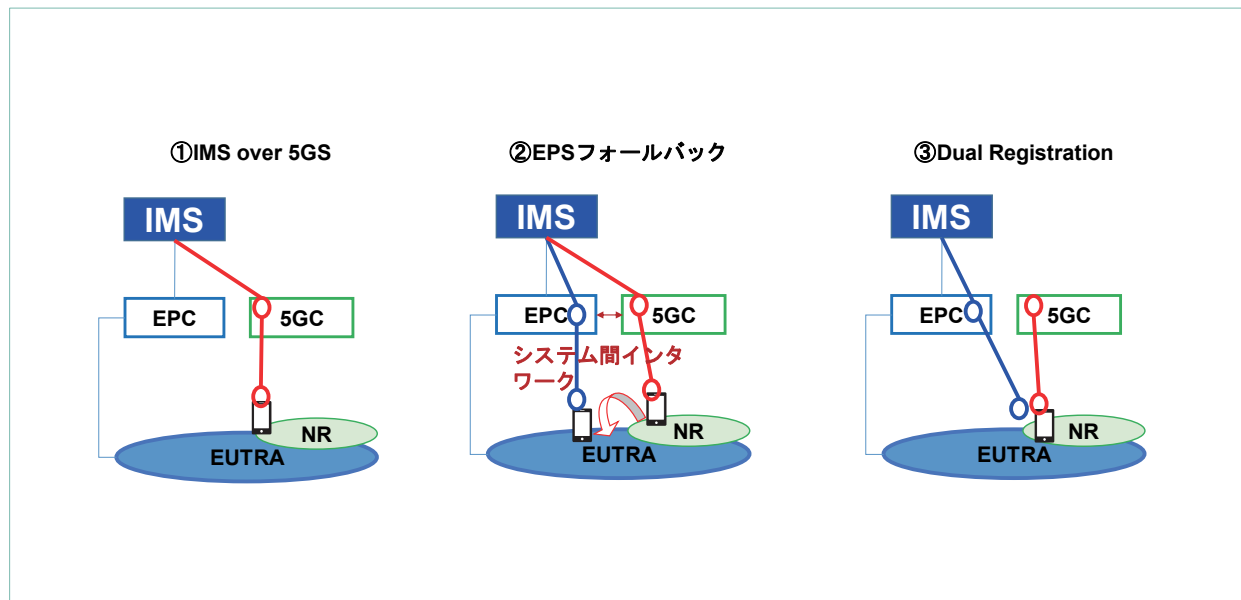 ①IMS over 5GS
IMS
EPC
5GC
NR
EUTRA
②EPSフォールバック
IMS
EPC
5GC
システム間インタ
ワーク
NR
EUTRA
③Dual Registration
IMS
EPC
5GC
NR
EUTRA